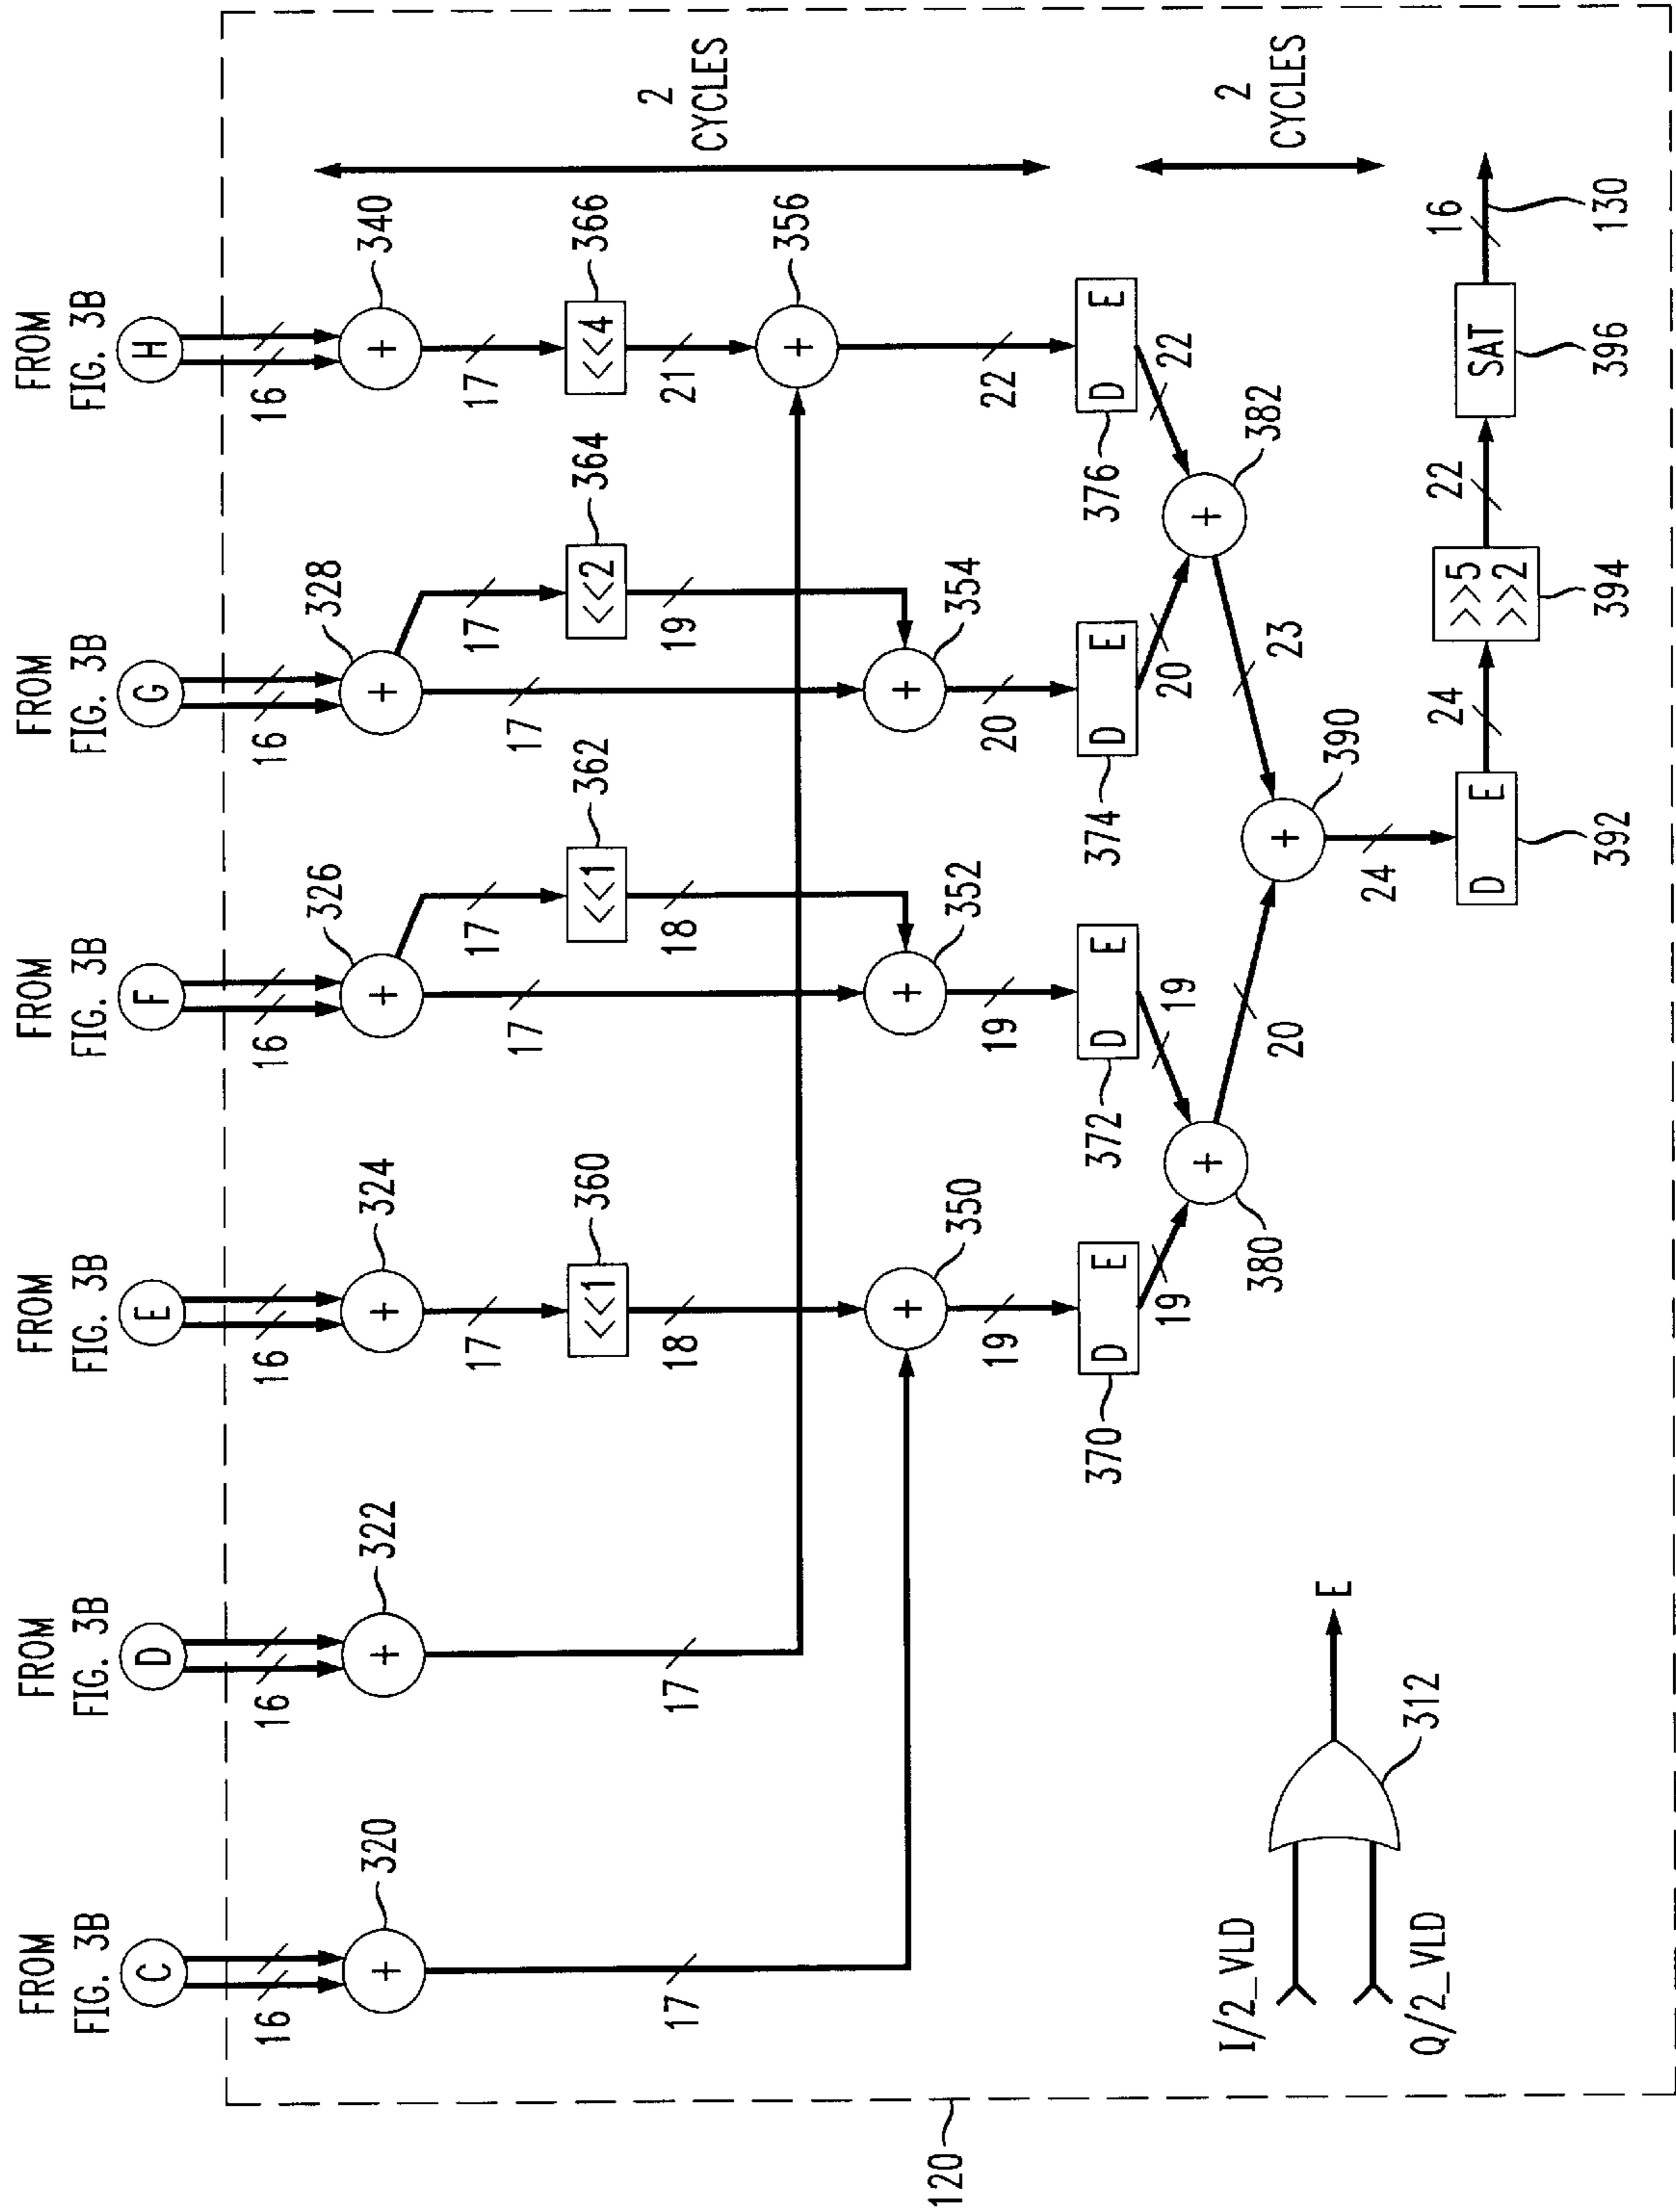 FROM
FIG. 3B
C
16
+
320
17
FROM
FIG. 3B
D
16
+
322
17
FROM
FIG. 3B
E
16
+
324
17
<<1
360
18
+
350
19
D E
370
19
FROM
FIG. 3B
F
16
+
326
17
17
<<1
362
18
+
352
19
D E
372
19
FROM
FIG. 3B
G
16
+
328
17
17
<<2
364
19
+
354
20
D E
374
20
FROM
FIG. 3B
H
16
+
340
17
<<4
366
21
+
356
22
D E
376
22
2
CYCLES
2
CYCLES
+
380
20
+
382
23
+
390
24
D E
392
24
>>5
>>2
394
22
SAT
396
16
130
I/2_VLD
Q/2_VLD
312
E
120